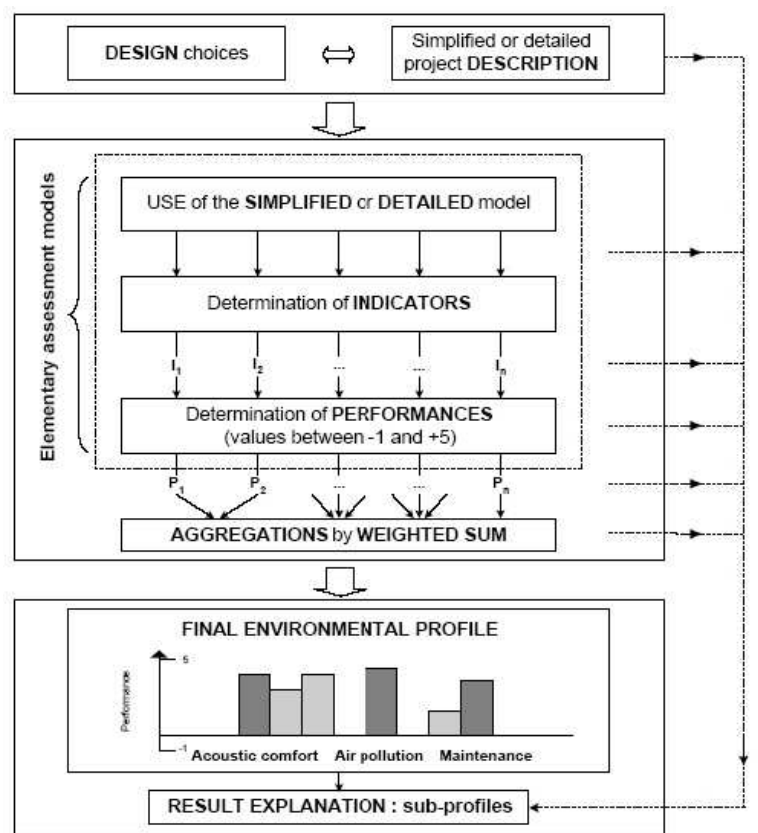 DESIGN choices
Simplified or detailed
project DESCRIPTION
Elementary assessment models
USE of the SIMPLIFIED or DETAILED model
Determination of INDICATORS
I1 I2 ... ... In
Determination of PERFORMANCES
(values between -1 and +5)
P1 P2 ... ... Pn
AGGREGATIONS by WEIGHTED SUM
FINAL ENVIRONMENTAL PROFILE
Performance
5
-1
Acoustic comfort Air pollution Maintenance
RESULT EXPLANATION : sub-profiles